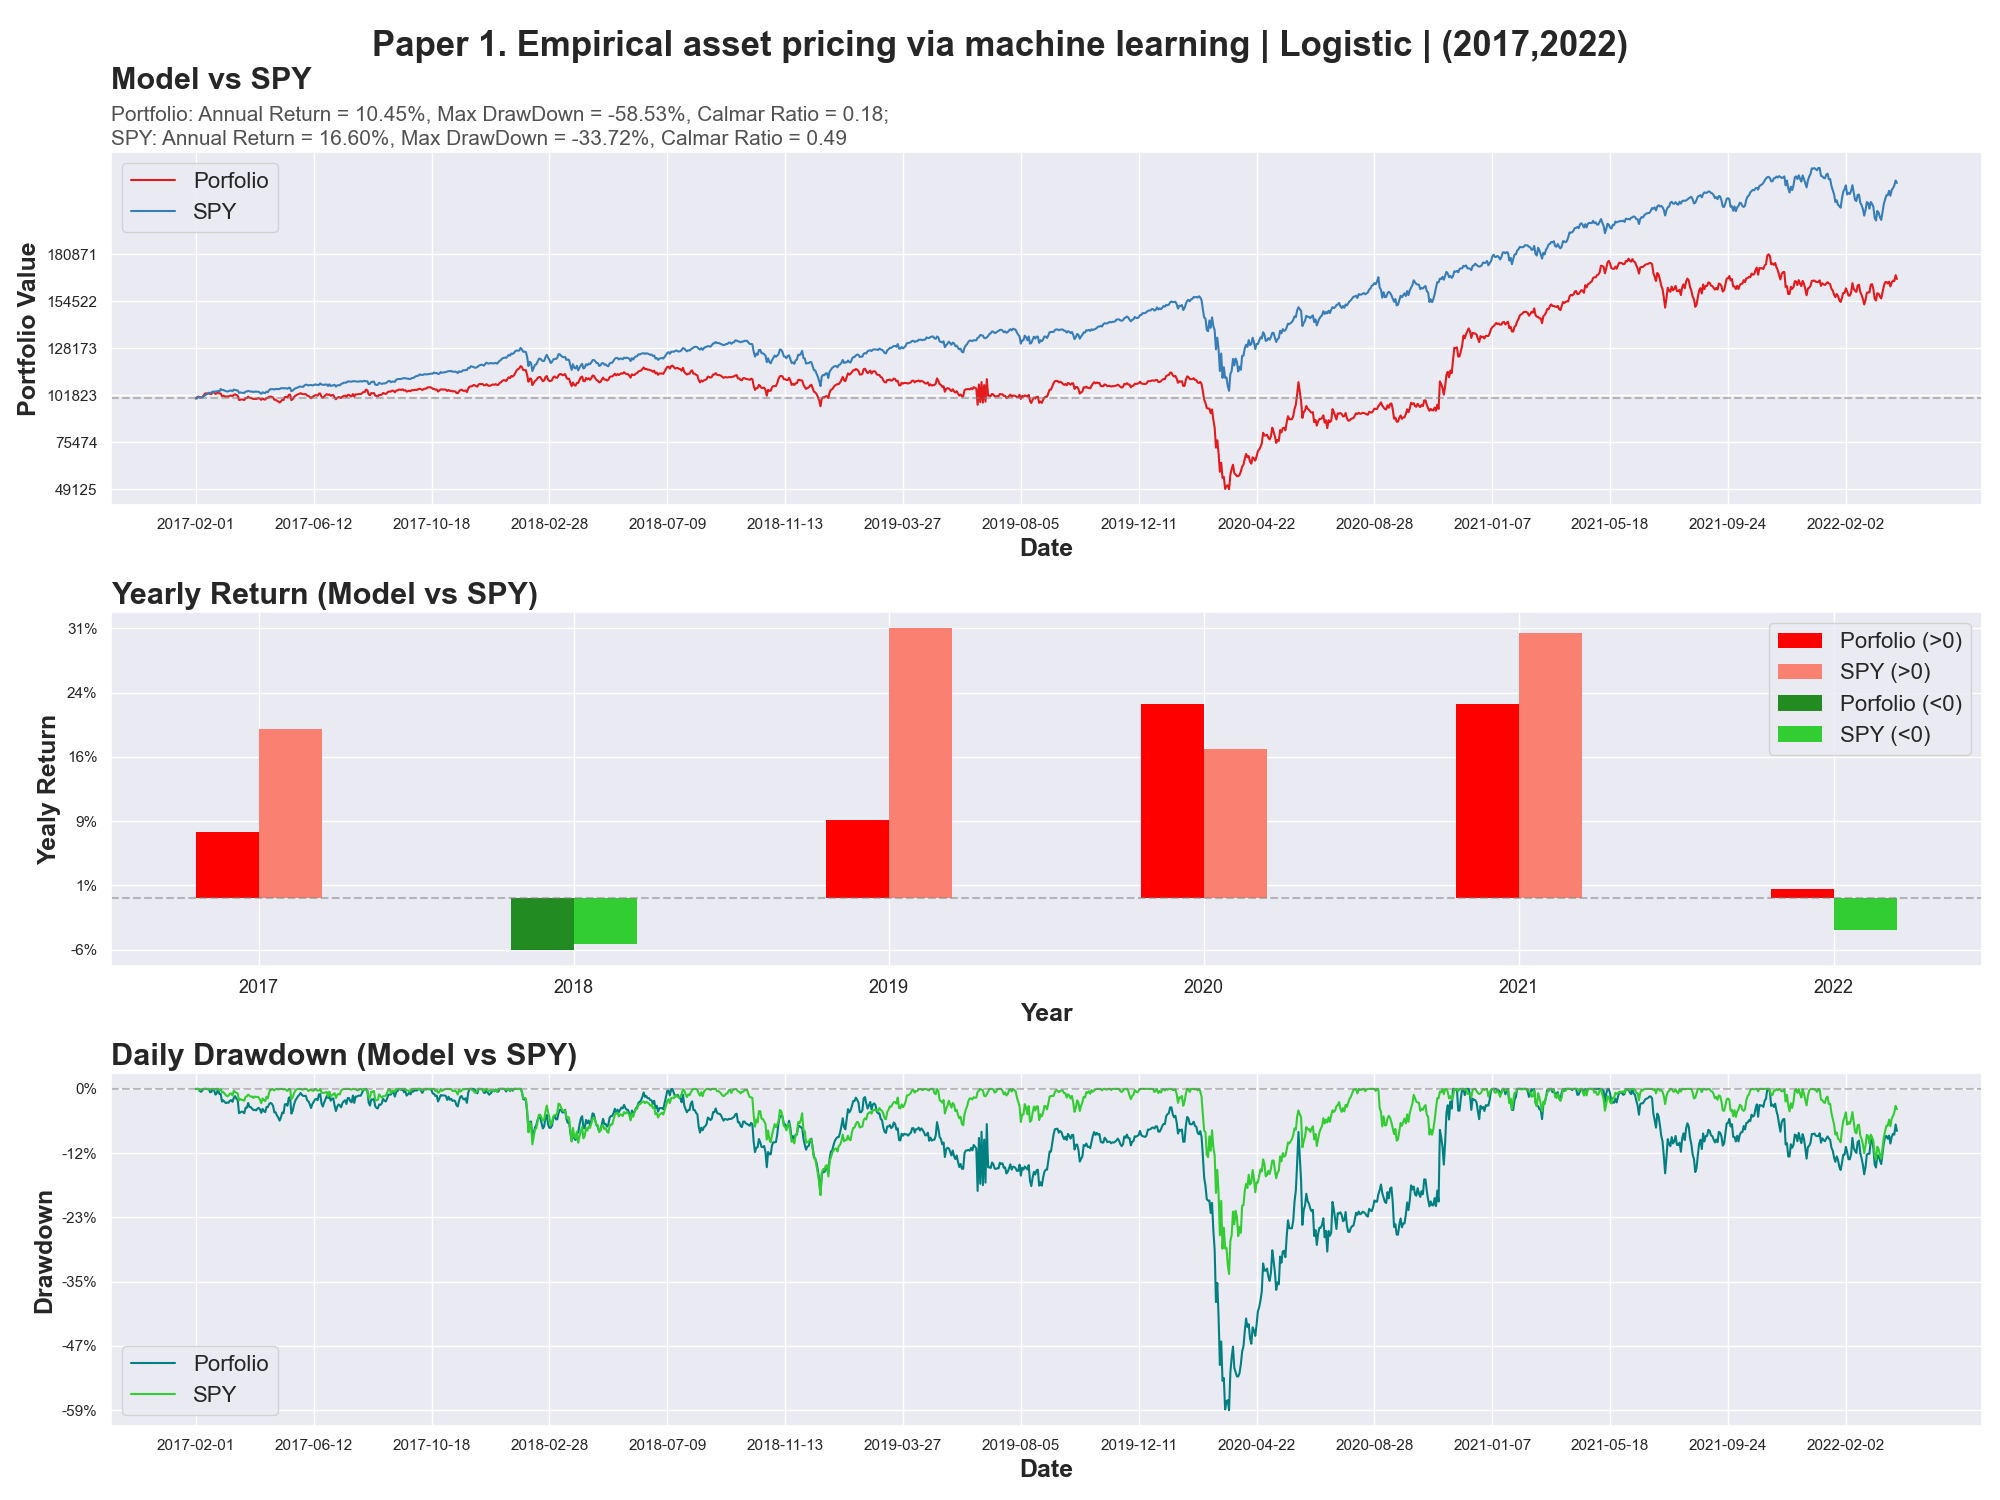 Paper 1. Empirical asset pricing via machine learning | Logistic | (2017,2022)
Model vs SPY
Portfolio: Annual Return = 10.45%, Max DrawDown = -58.53%, Calmar Ratio = 0.18;
SPY: Annual Return = 16.60%, Max DrawDown = -33.72%, Calmar Ratio = 0.49
Porfolio
SPY
Portfolio Value
180871
154522
128173
101823
75474
49125
2017-02-01 2017-06-12 2017-10-18 2018-02-28 2018-07-09 2018-11-13 2019-03-27 2019-08-05 2019-12-11 2020-04-22 2020-08-28 2021-01-07 2021-05-18 2021-09-24 2022-02-02
Date
Yearly Return (Model vs SPY)
Porfolio (>0)
SPY (>0)
Porfolio (<0)
SPY (<0)
Yealy Return
31%
24%
16%
9%
1%
-6%
2017 2018 2019 2020 2021 2022
Year
Daily Drawdown (Model vs SPY)
Drawdown
0%
-12%
-23%
-35%
-47%
-59%
Porfolio
SPY
2017-02-01 2017-06-12 2017-10-18 2018-02-28 2018-07-09 2018-11-13 2019-03-27 2019-08-05 2019-12-11 2020-04-22 2020-08-28 2021-01-07 2021-05-18 2021-09-24 2022-02-02
Date